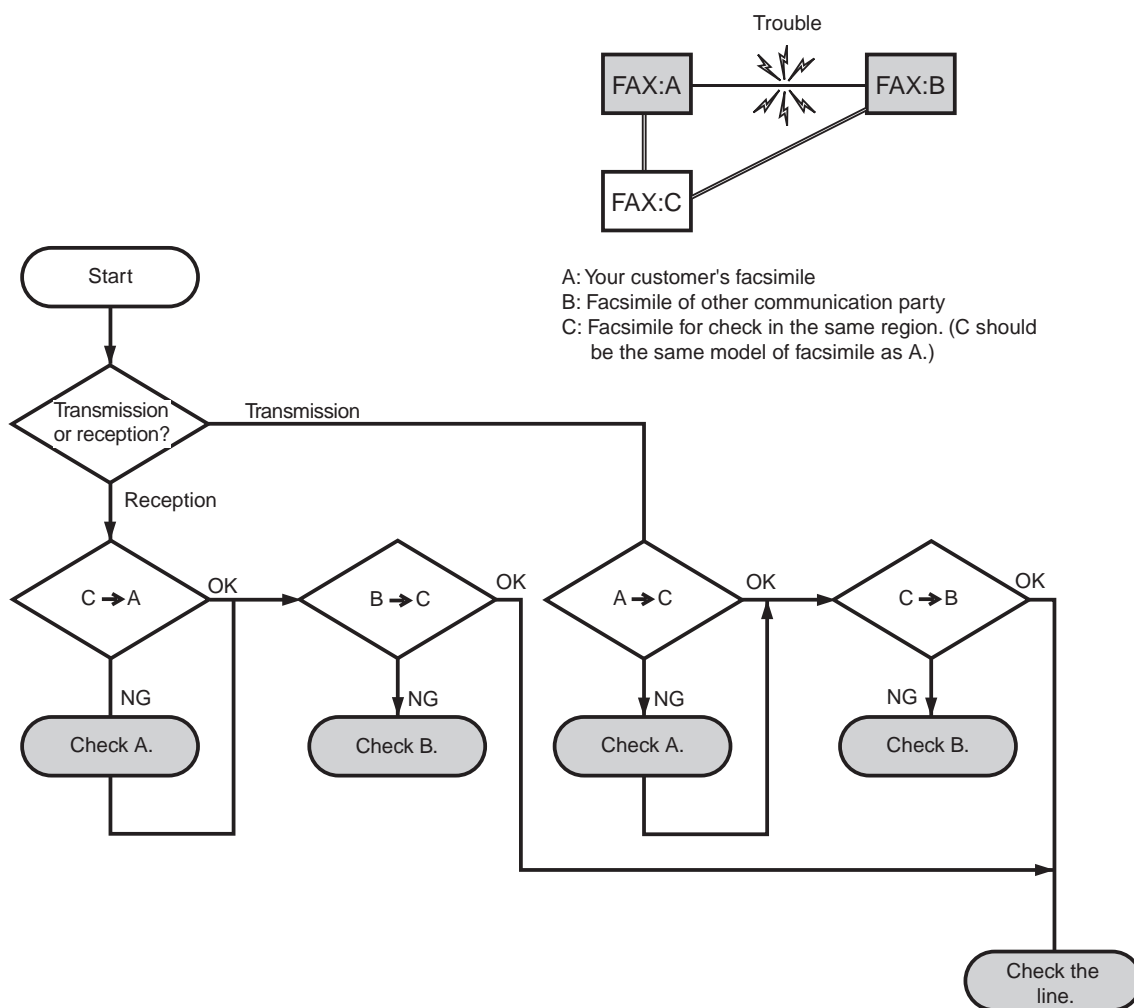 Trouble
FAX:A
FAX:B
FAX:C
A: Your customer's facsimile
B: Facsimile of other communication party
C: Facsimile for check in the same region. (C should
be the same model of facsimile as A.)
Start
Transmission
or reception?
Transmission
Reception
C → A
OK
B → C
OK
A → C
OK
C → B
OK
NG
NG
NG
NG
Check A.
Check B.
Check A.
Check B.
Check the
line.